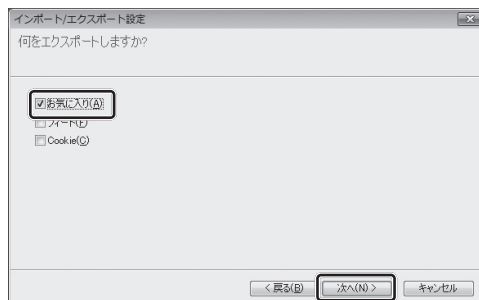 インポート/エクスポート設定
何をエクスポートしますか?
お気に入り(A)
フィード(F)
Cookie(C)
< 戻る(B) 次へ(N) > キャンセル